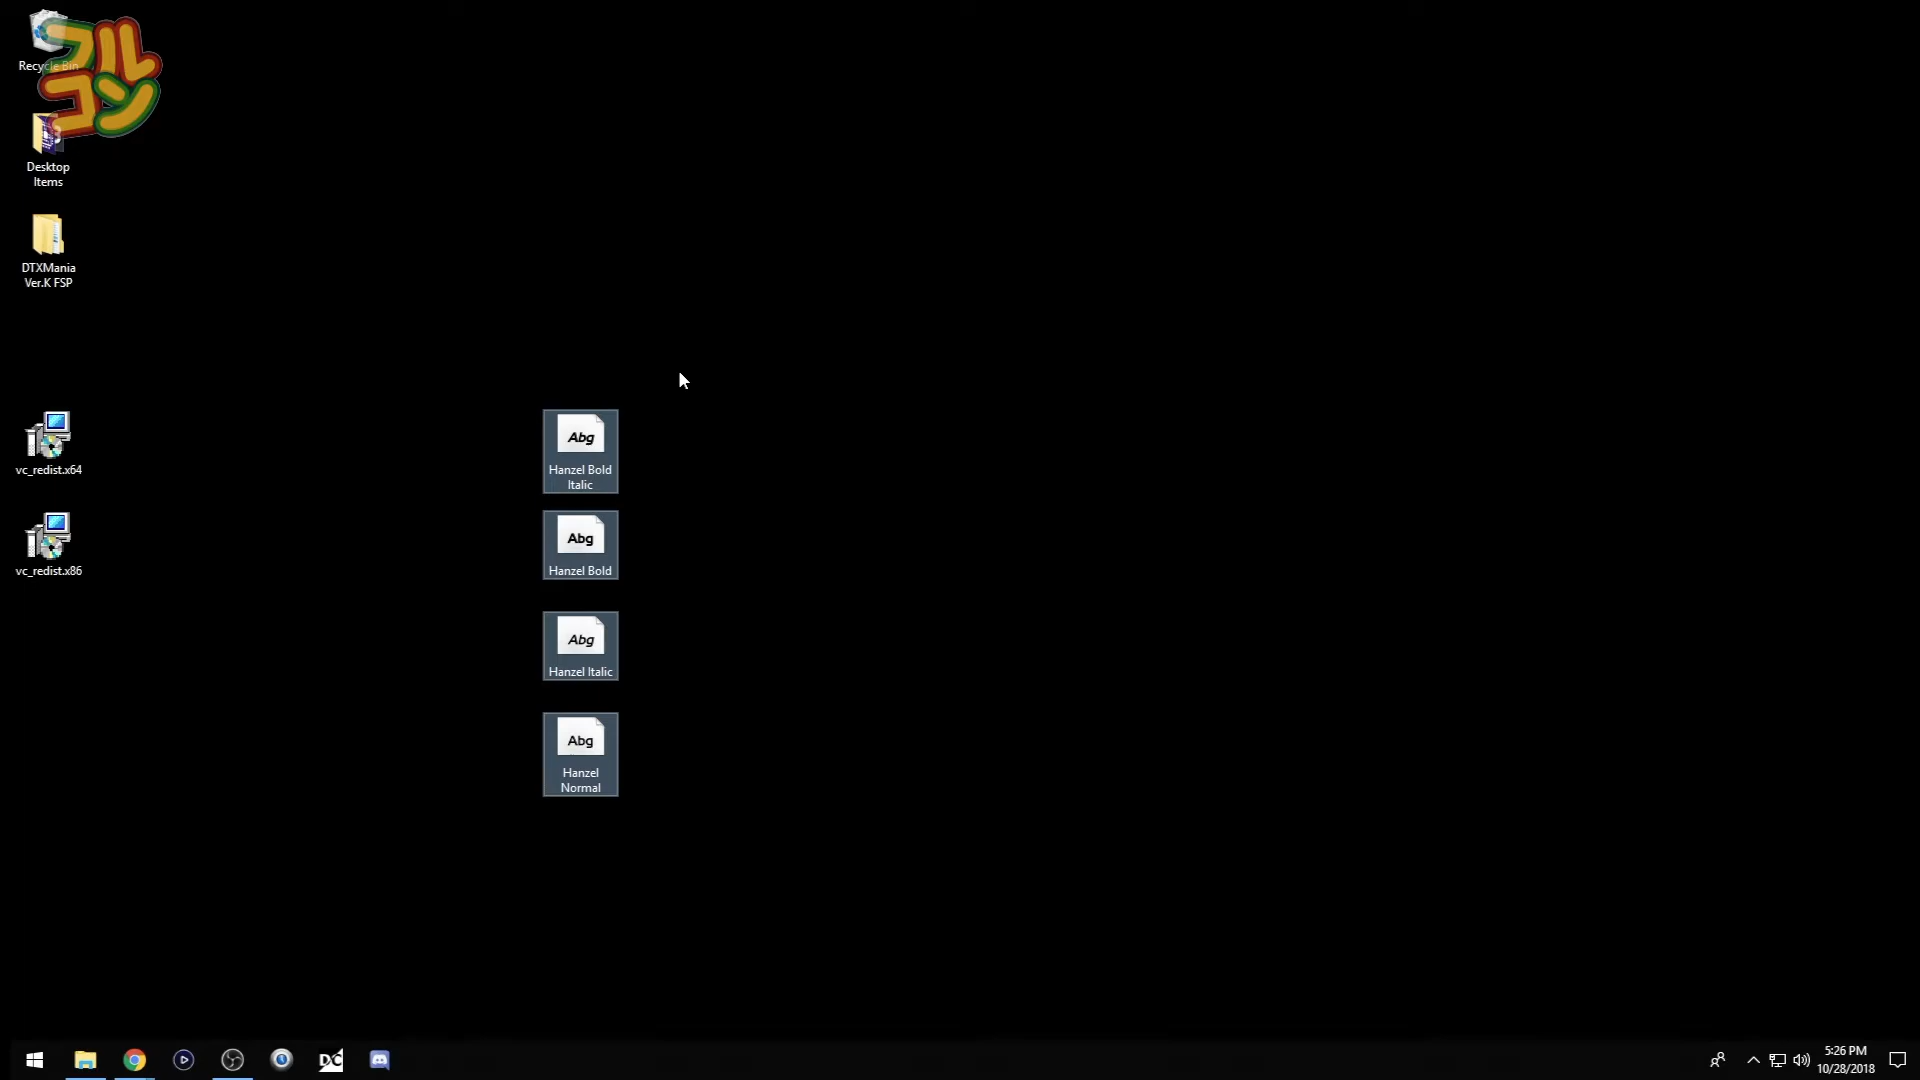 Recycle Bin
フル
コン
Desktop
Items
DTXMania
Ver.K FSP
vc_redist.x64
vc_redist.x86
Abg
Hanzel Bold
Italic
Abg
Hanzel Bold
Abg
Hanzel Italic
Abg
Hanzel
Normal
DC
5:26 PM
10/28/2018